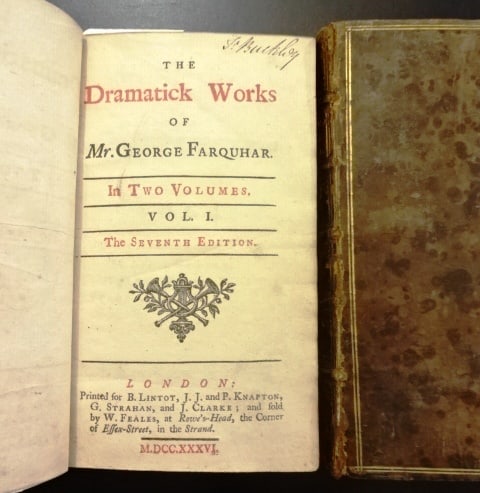 Jn. Buckley
THE
Dramatick Works
OF
Mr. GEORGE FARQUHAR.
In TWO VOLUMES.
VOL. I.
The SEVENTH EDITION.
LONDON:
Printed for B. LINTOT, J. J. and P. KNAPTON,
G. STRAHAN, and J. CLARKE; and sold
by W. FEALES, at Rowe's-Head, the Corner
of Essex-Street, in the Strand.
M.DCC.XXXVI.